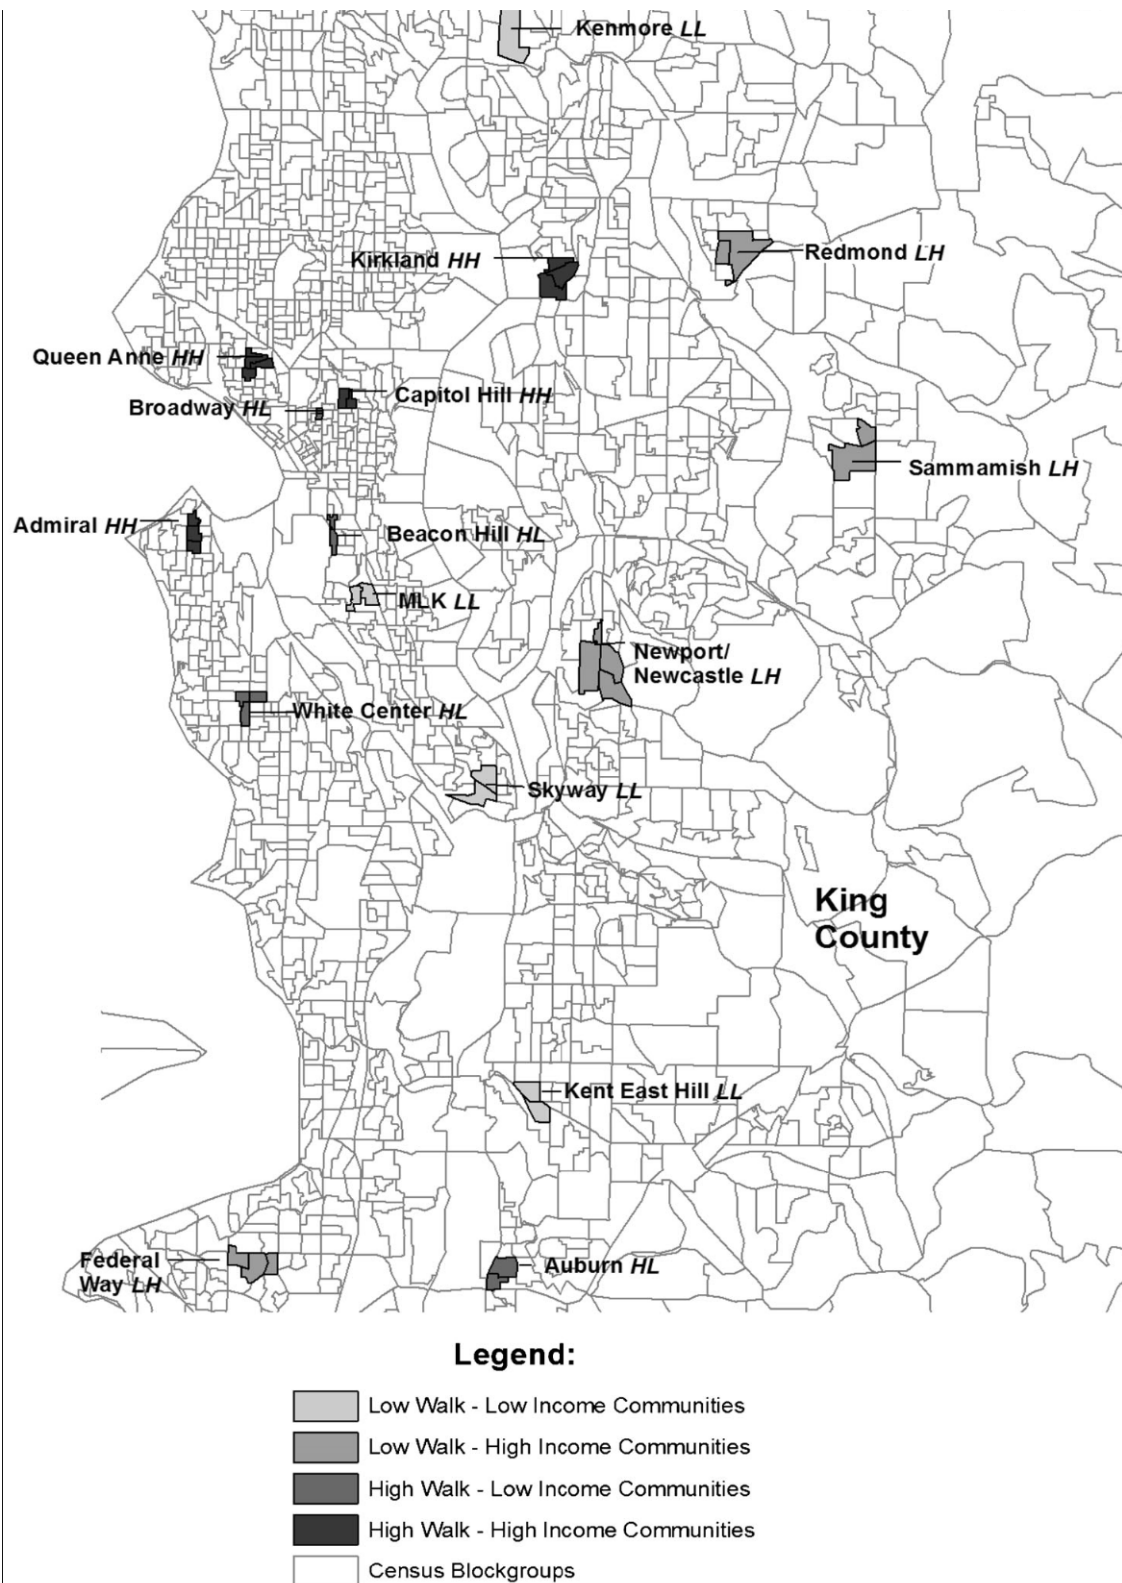 Kenmore LL
Kirkland HH
Redmond LH
Queen Anne HH
Capitol Hill HH
Broadway HL
Sammamish LH
Admiral HH
Beacon Hill HL
MLK LL
Newport/
Newcastle LH
White Center HL
Skyway LL
King
County
Kent East Hill LL
Federal
Way LH
Auburn HL
Legend:
Low Walk - Low Income Communities
Low Walk - High Income Communities
High Walk - Low Income Communities
High Walk - High Income Communities
Census Blockgroups